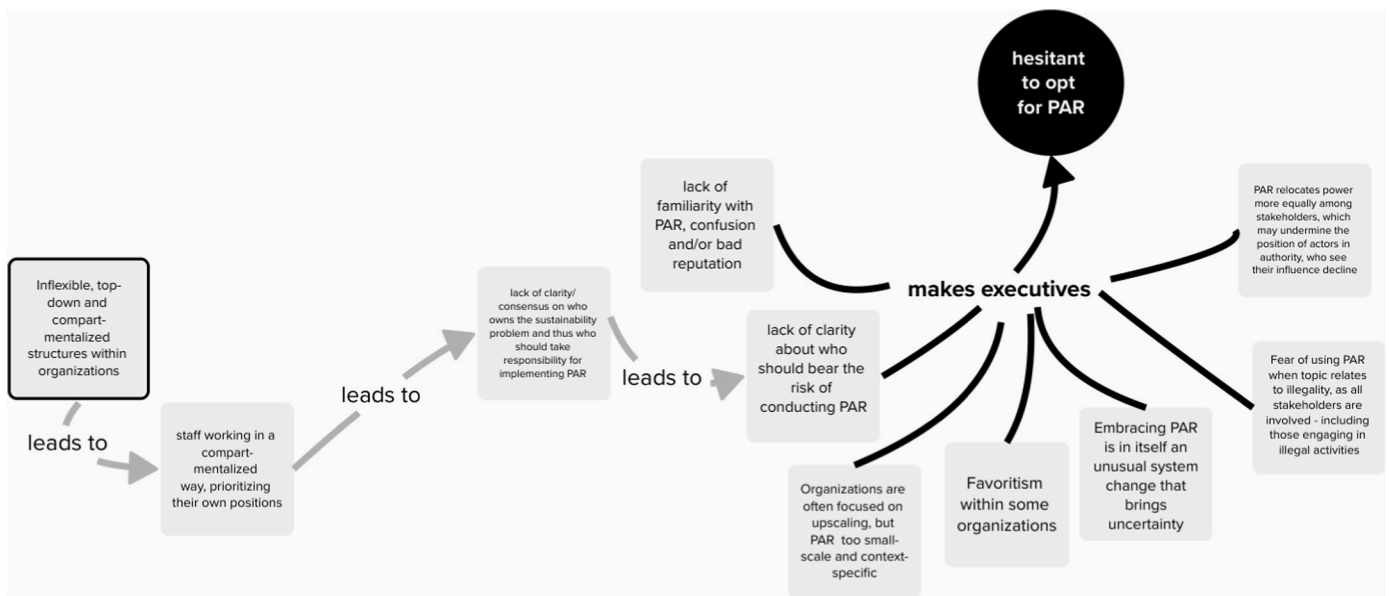 Inflexible, top-
down and
compart-
mentalized
structures within
organizations
leads to
staff working in a
compart-
mentalized
way, prioritizing
their own positions
leads to
lack of clarity/
consensus on who
owns the sustainability
problem and thus who
should take
responsibility for
implementing PAR
leads to
lack of clarity
about who
should bear the
risk of
conducting PAR
lack of
familiarity with
PAR, confusion
and/or bad
reputation
Organizations are
often focused on
upscaling, but
PAR too small-
scale and context-
specific
Favoritism
within some
organizations
Embracing PAR
is in itself an
unusual system
change that
brings
uncertainty
Fear of using PAR
when topic relates
to illegality, as all
stakeholders are
involved - including
those engaging in
illegal activities
PAR relocates power
more equally among
stakeholders, which
may undermine the
position of actors in
authority, who see
their influence decline
makes executives
hesitant
to opt
for PAR